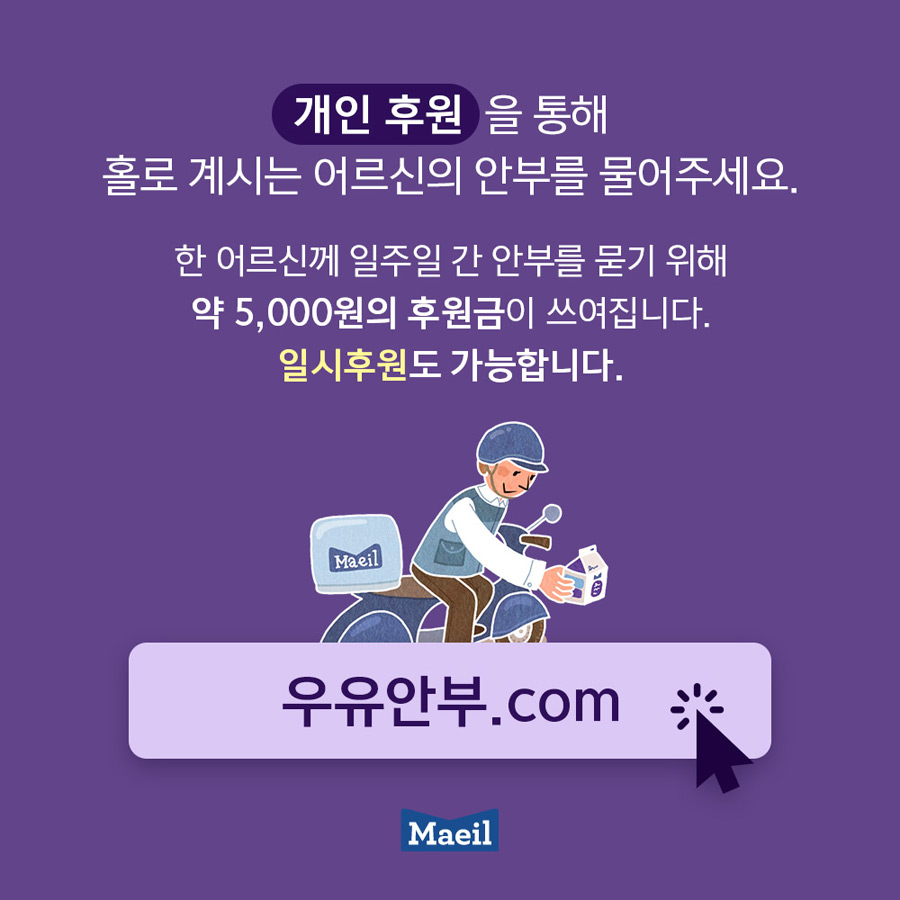 개인 후원 을 통해
홀로 계시는 어르신의 안부를 물어주세요.
한 어르신께 일주일 간 안부를 묻기 위해
약 5,000원의 후원금이 쓰여집니다.
일시후원도 가능합니다.
Maeil
우유안부.com
Maeil